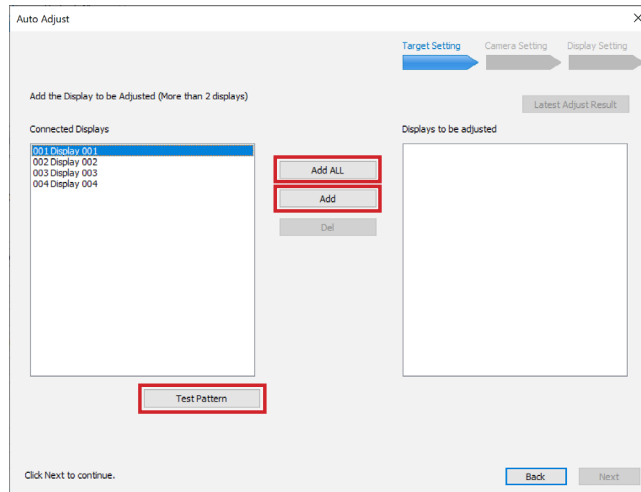 Auto Adjust
Target Setting
Camera Setting
Display Setting
Add the Display to be Adjusted (More than 2 displays)
Latest Adjust Result
Connected Displays
Displays to be adjusted
001 Display 001
002 Display 002
003 Display 003
004 Display 004
Add ALL
Add
Del
Test Pattern
Click Next to continue.
Back
Next